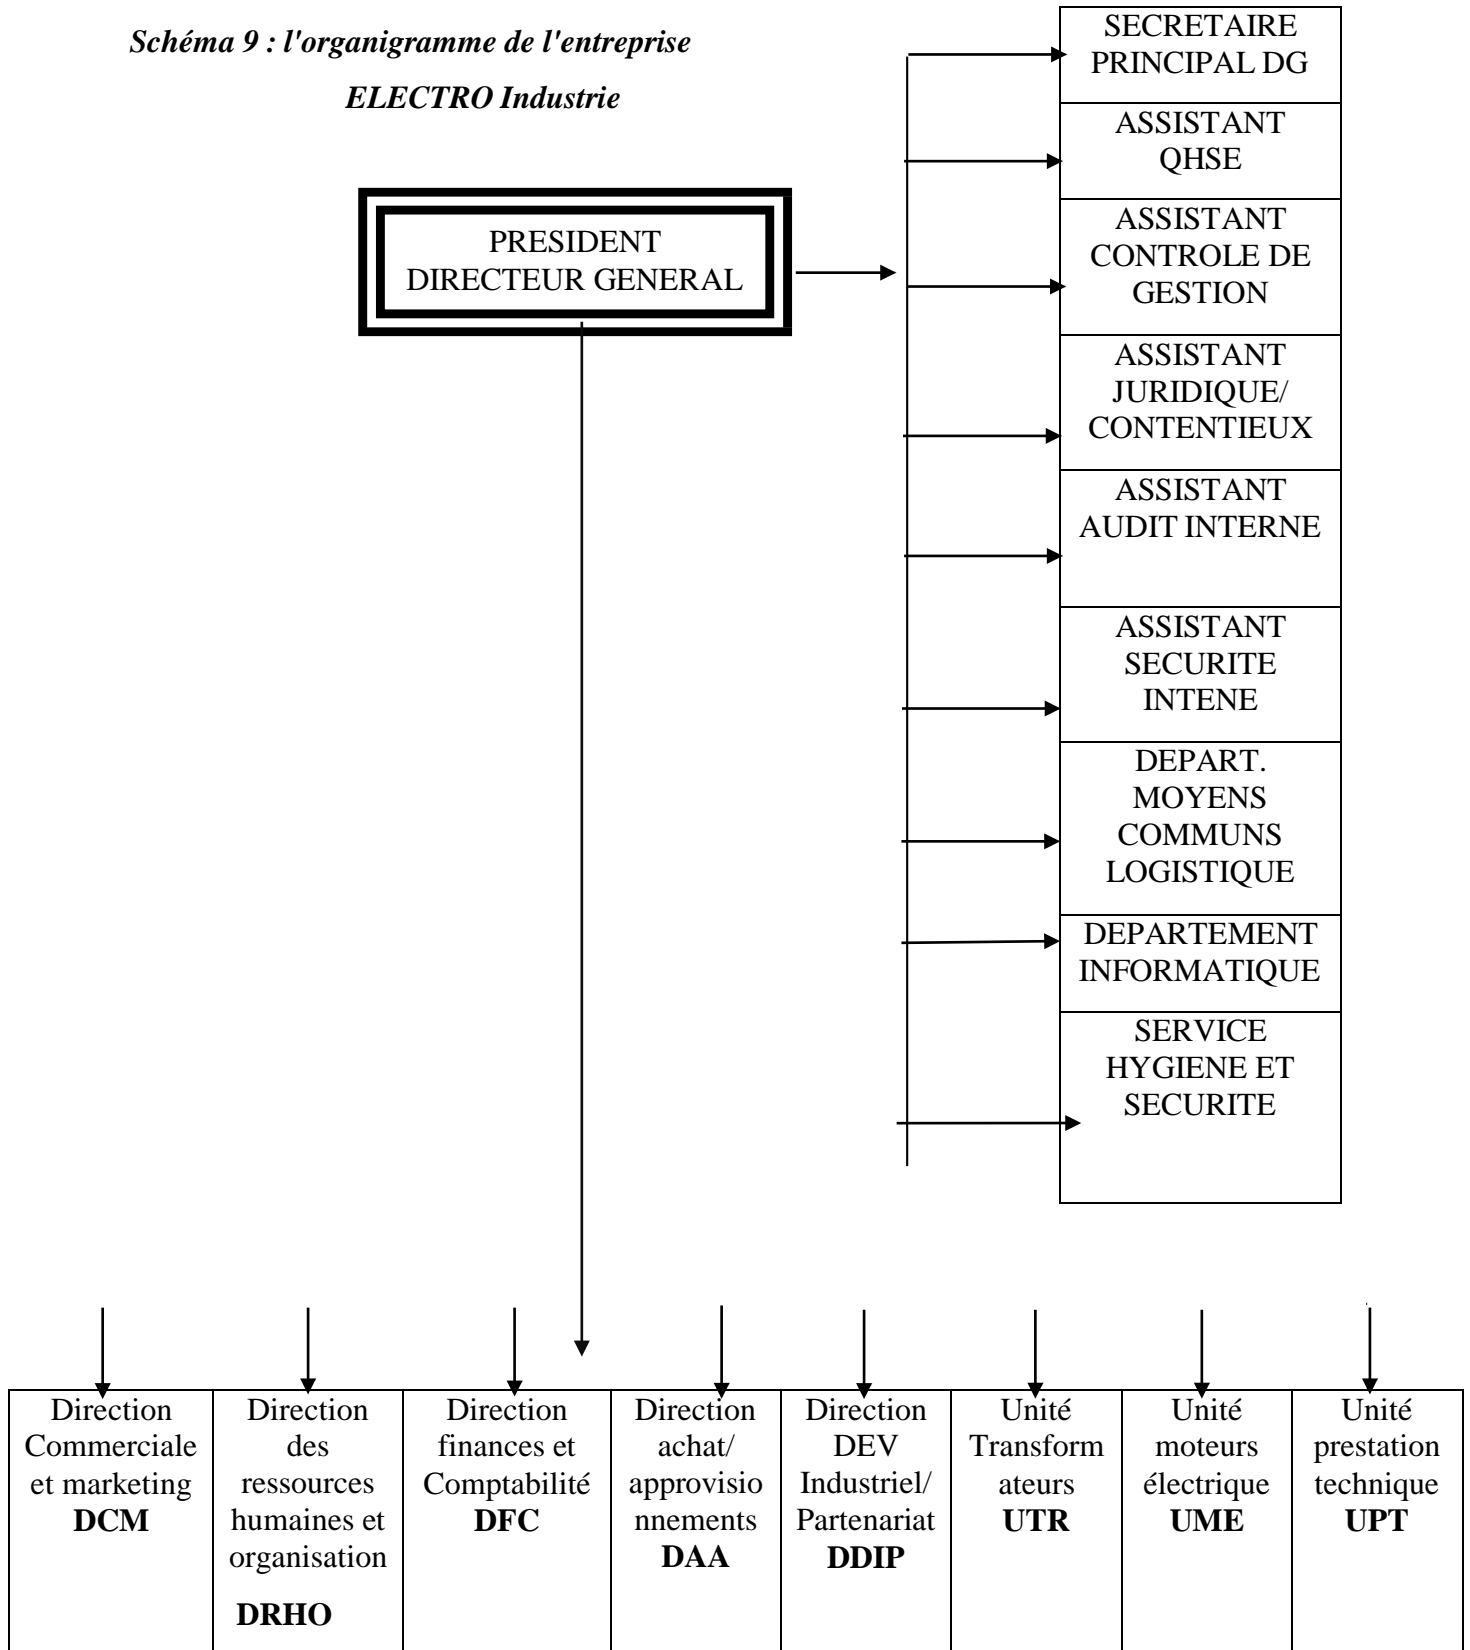 Schéma 9 : l'organigramme de l'entreprise
ELECTRO Industrie
PRESIDENT
DIRECTEUR GENERAL
SECRETAIRE
PRINCIPAL DG
ASSISTANT
QHSE
ASSISTANT
CONTROLE DE
GESTION
ASSISTANT
JURIDIQUE/
CONTENTIEUX
ASSISTANT
AUDIT INTERNE
ASSISTANT
SECURITE
INTENE
DEPART.
MOYENS
COMMUNS
LOGISTIQUE
DEPARTEMENT
INFORMATIQUE
SERVICE
HYGIENE ET
SECURITE
Direction
Commerciale
et marketing
DCM
Direction
des
ressources
humaines et
organisation
DRHO
Direction
finances et
Comptabilité
DFC
Direction
achat/
approvisio
nnements
DAA
Direction
DEV
Industriel/
Partenariat
DDIP
Unité
Transform
ateurs
UTR
Unité
moteurs
électrique
UME
Unité
prestation
technique
UPT